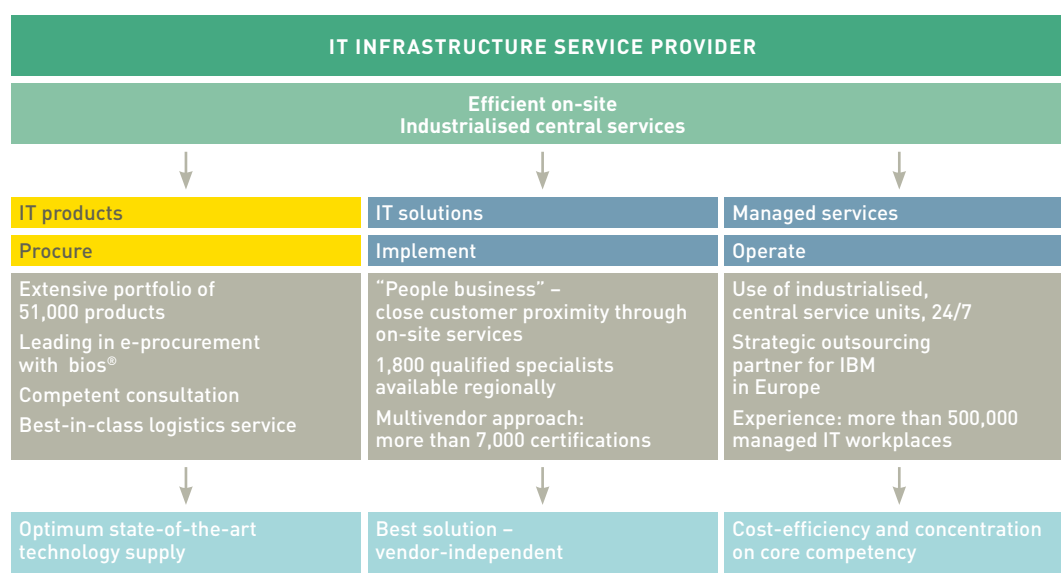 IT INFRASTRUCTURE SERVICE PROVIDER
Efficient on-site
Industrialised central services
IT products
Procure
Extensive portfolio of
51,000 products
Leading in e-procurement
with bios®
Competent consultation
Best-in-class logistics service
Optimum state-of-the-art
technology supply
IT solutions
Implement
“People business” –
close customer proximity through
on-site services
1,800 qualified specialists
available regionally
Multivendor approach:
more than 7,000 certifications
Best solution –
vendor-independent
Managed services
Operate
Use of industrialised,
central service units, 24/7
Strategic outsourcing
partner for IBM
in Europe
Experience: more than 500,000
managed IT workplaces
Cost-efficiency and concentration
on core competency